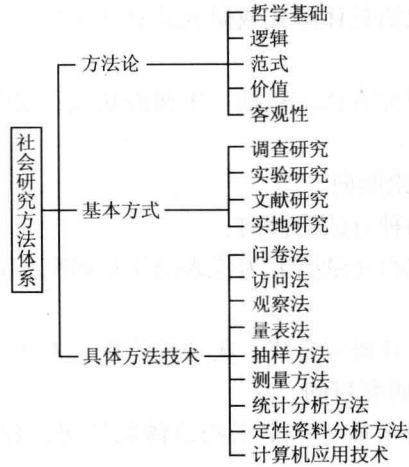 社会研究方法体系
方法论
哲学基础
逻辑
范式
价值
客观性
基本方式
调查研究
实验研究
文献研究
实地研究
具体方法技术
问卷法
访问法
观察法
量表法
抽样方法
测量方法
统计分析方法
定性资料分析方法
计算机应用技术